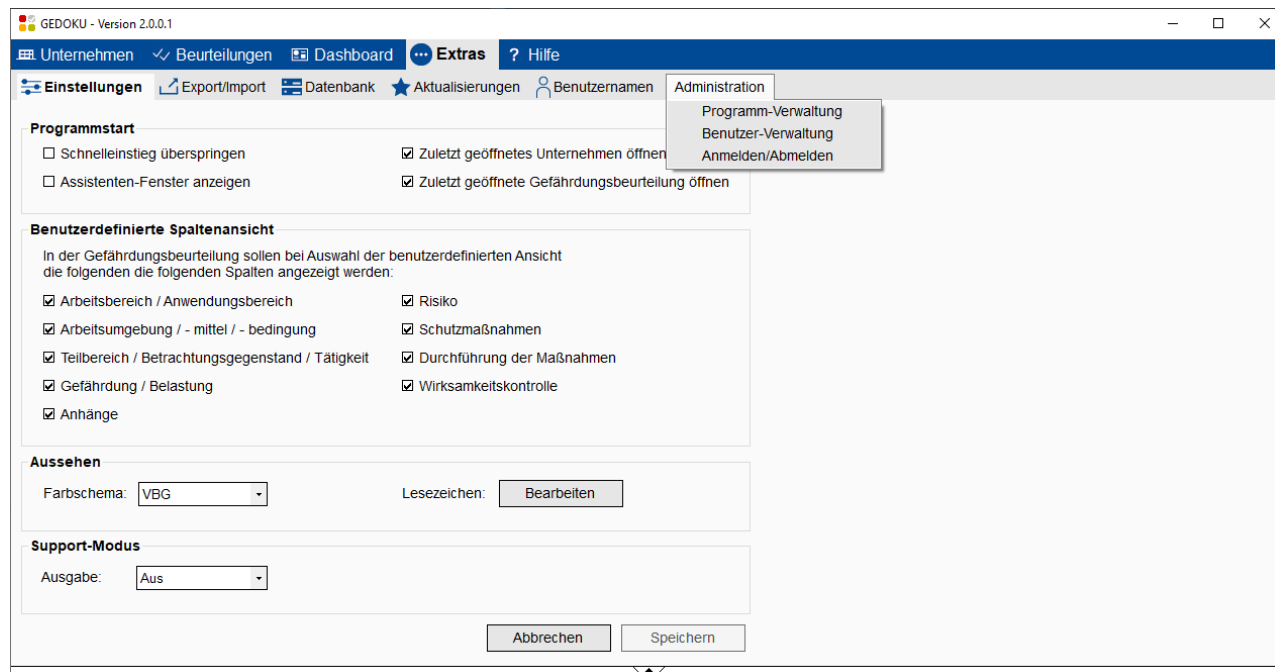 GEDOKU - Version 2.0.0.1
Unternehmen Beurteilungen Dashboard Extras ? Hilfe
Einstellungen Export/Import Datenbank Aktualisierungen Benutzernamen Administration
Programm-Verwaltung
Benutzer-Verwaltung
Anmelden/Abmelden
Programmstart
Schnelleinstieg überspringen Zuletzt geöffnetes Unternehmen öffnen
Assistenten-Fenster anzeigen Zuletzt geöffnete Gefährdungsbeurteilung öffnen
Benutzerdefinierte Spaltenansicht
In der Gefährdungsbeurteilung sollen bei Auswahl der benutzerdefinierten Ansicht
die folgenden die folgenden Spalten angezeigt werden:
Arbeitsbereich / Anwendungsbereich Risiko
Arbeitsumgebung / - mittel / - bedingung Schutzmaßnahmen
Teilbereich / Betrachtungsgegenstand / Tätigkeit Durchführung der Maßnahmen
Gefährdung / Belastung Wirksamkeitskontrolle
Anhänge
Aussehen
Farbschema: VBG Lesezeichen: Bearbeiten
Support-Modus
Ausgabe: Aus
Abbrechen Speichern